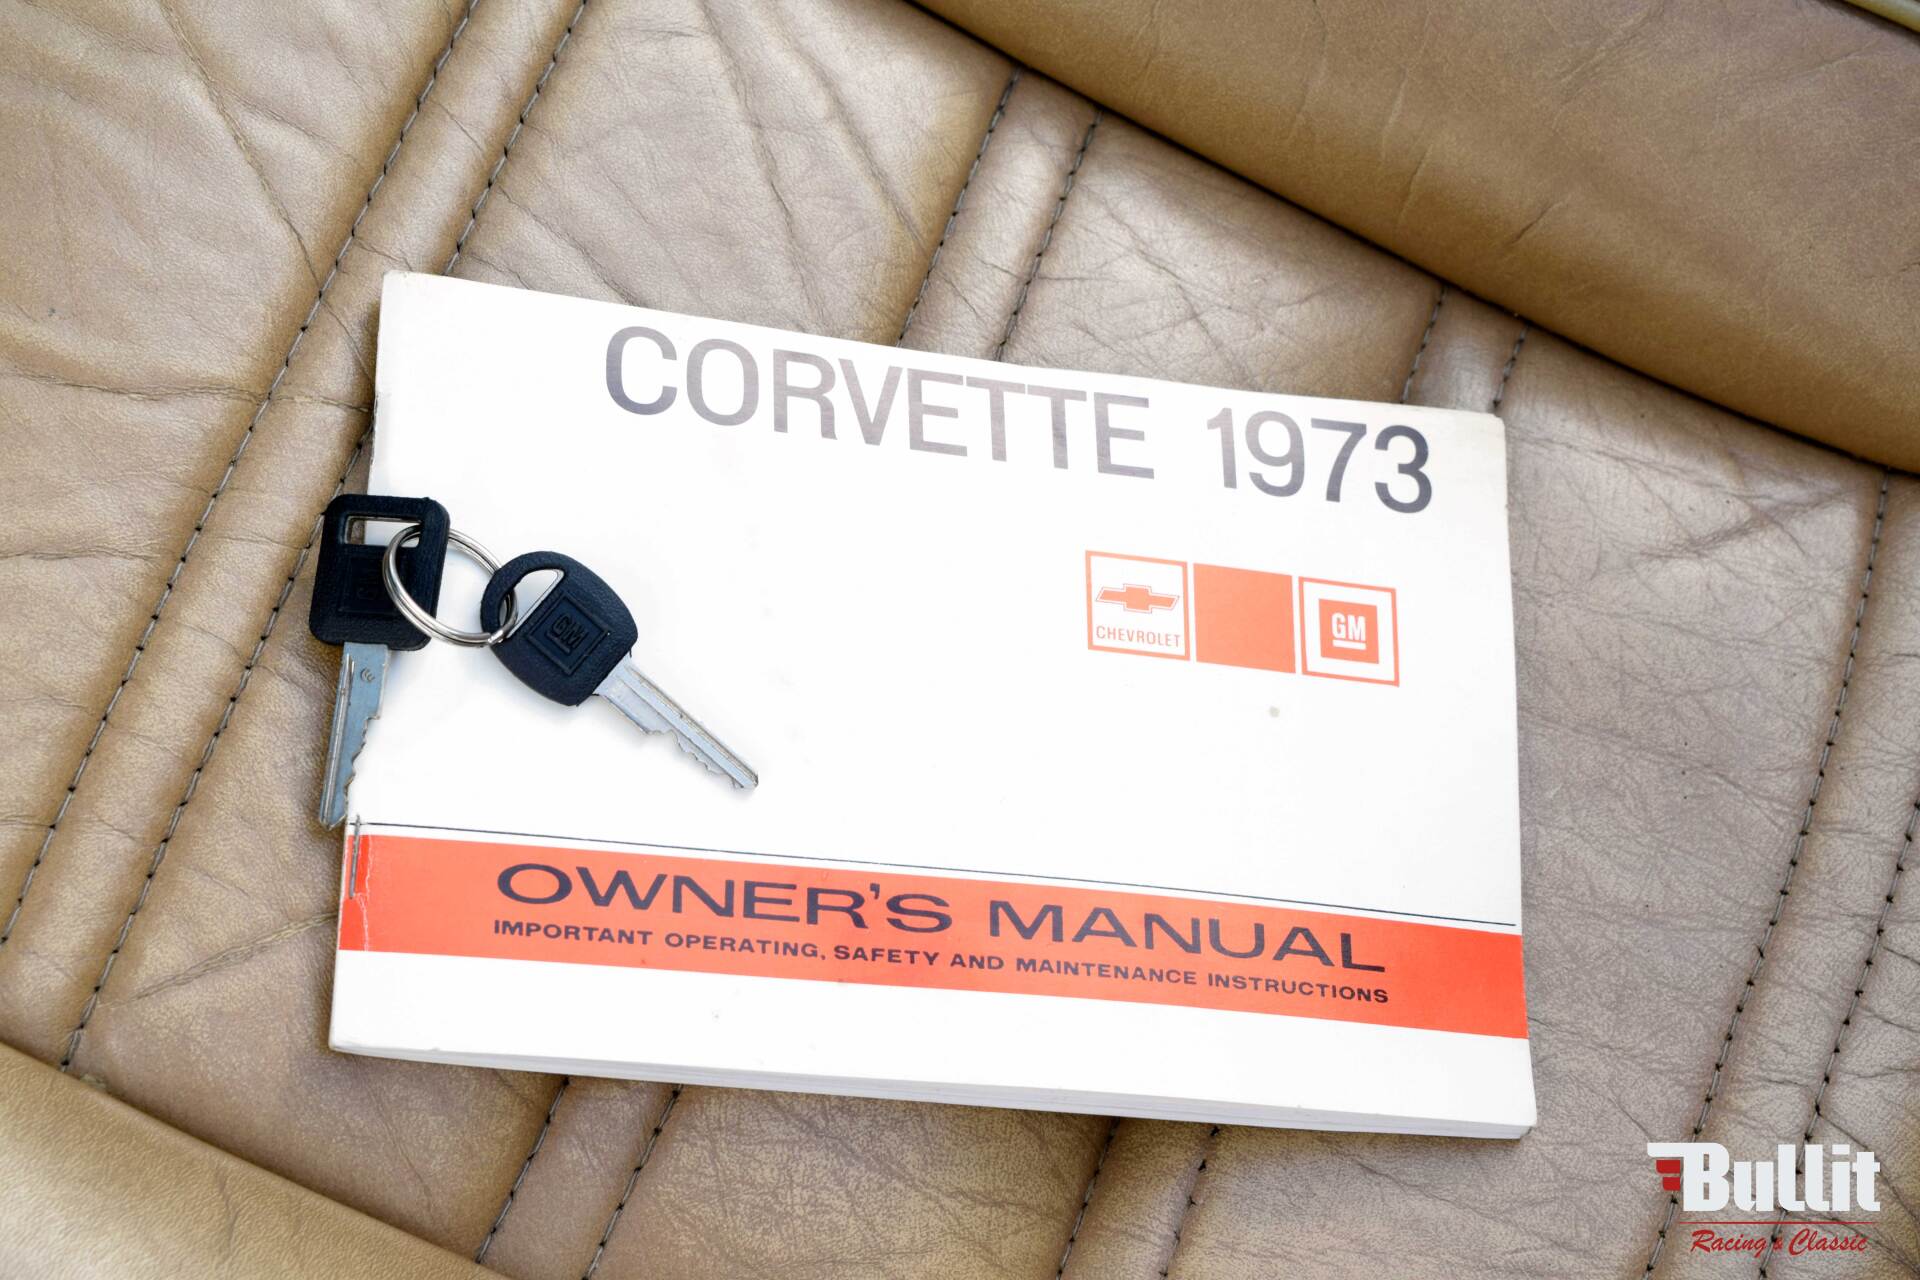 CORVETTE 1973
CHEVROLET
GM
GM
OWNER'S MANUAL
IMPORTANT OPERATING, SAFETY AND MAINTENANCE INSTRUCTIONS
Bullit
Racing & Classic